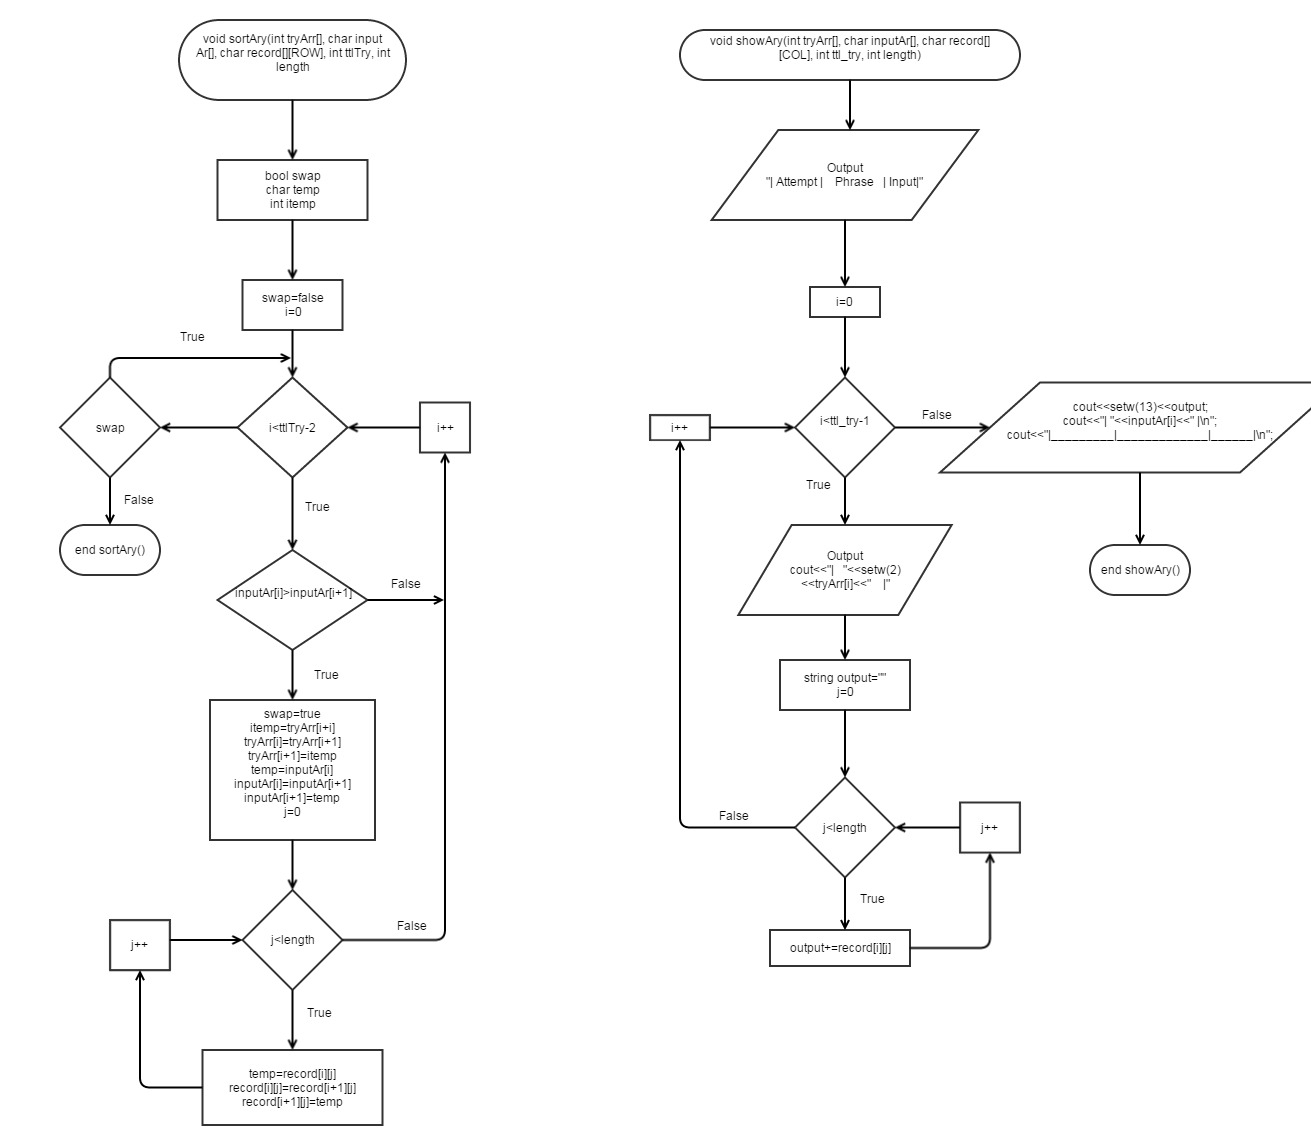 void sortAry(int tryArr[], char input
Ar[], char record[][ROW], int ttlTry, int
length
bool swap
char temp
int itemp
swap=false
i=0
True
swap
i<ttlTry-2
i++
False
True
end sortAry()
inputAr[i]>inputAr[i+1]
False
True
swap=true
itemp=tryArr[i+i]
tryArr[i]=tryArr[i+1]
tryArr[i+1]=itemp
temp=inputAr[i]
inputAr[i]=inputAr[i+1]
inputAr[i+1]=temp
j=0
j++
j<length
False
True
temp=record[i][j]
record[i][j]=record[i+1][j]
record[i+1][j]=temp
void showAry(int tryArr[], char inputAr[], char record[]
[COL], int ttl_try, int length)
Output
"| Attempt |    Phrase   | Input|"
i=0
i++
i<ttl_try-1
False
cout<<setw(13)<<output;
cout<<"| "<<inputAr[i]<<" |\n";
cout<<"|_________|_____________|______|\n";
True
Output
cout<<"|   "<<setw(2)
<<tryArr[i]<<"    |"
end showAry()
string output=""
j=0
False
j<length
j++
True
output+=record[i][j]